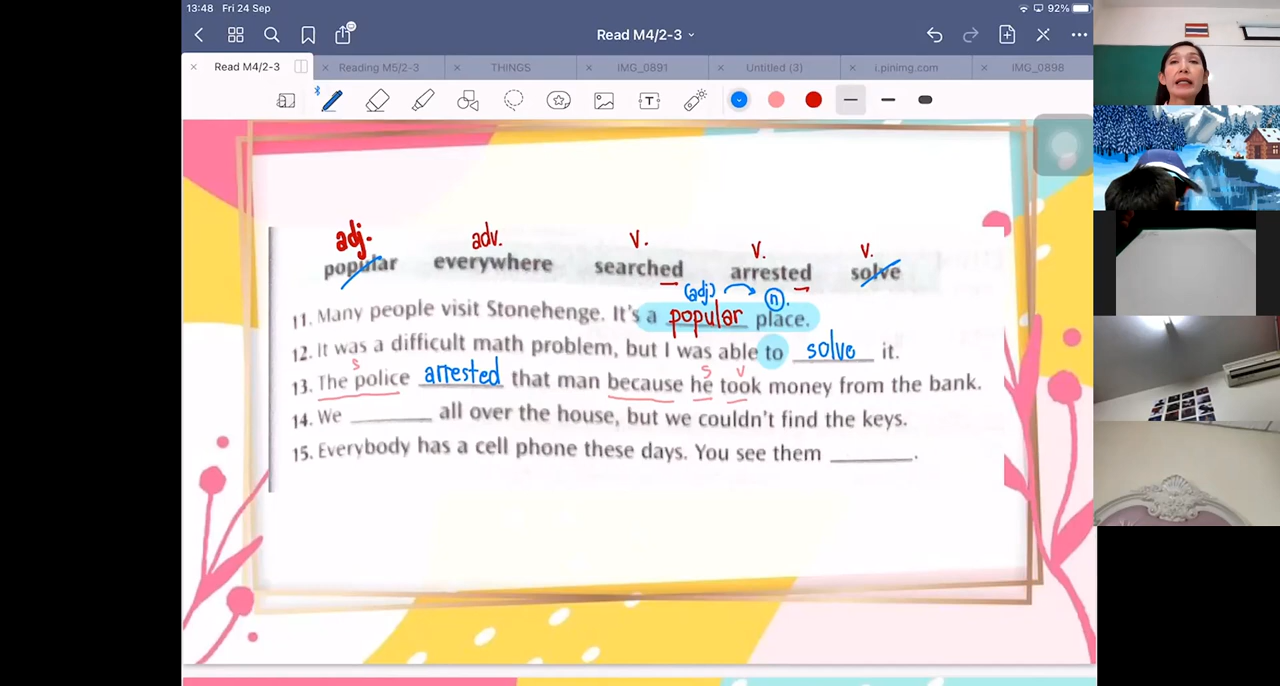 13:48 Fri 24 Sep 92%
Read M4/2-3
Read M4/2-3 Reading M5/2-3 THINGS IMG_0891 Untitled (3) i.pinimg.com IMG_0898
T
adj. adv. v. v. v.
popular everywhere searched arrested solve
(adj) n.
11. Many people visit Stonehenge. It's a popular place.
12. It was a difficult math problem, but I was able to solve it.
s s v
13. The police arrested that man because he took money from the bank.
14. We ________ all over the house, but we couldn't find the keys.
15. Everybody has a cell phone these days. You see them ________.